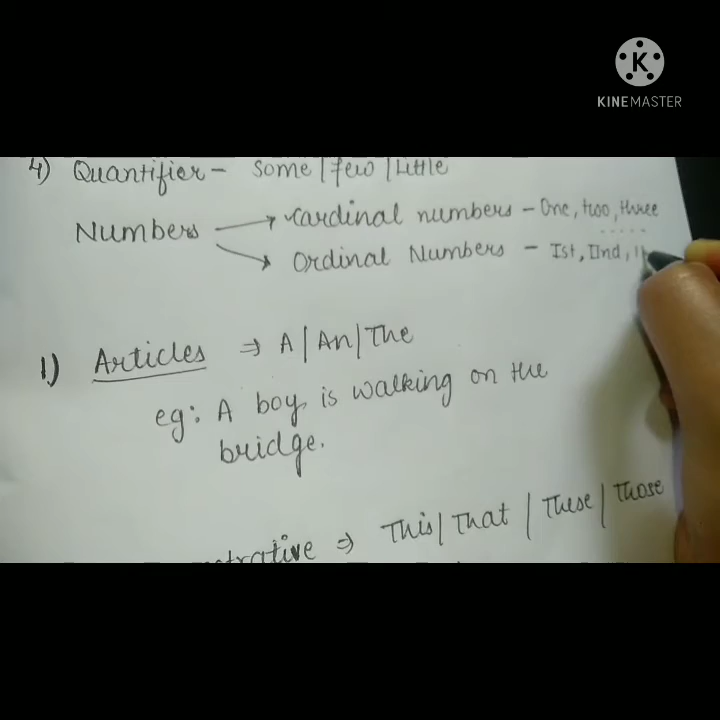 K
KINEMASTER
4) Quantifier - Some | few | Little
Numbers → Cardinal numbers - One, two, three
....
→ Ordinal Numbers - Ist, IInd,
1) Articles ⇒ A | An | The
eg: A boy is walking on the
bridge.
⇒ This | That | These | Those